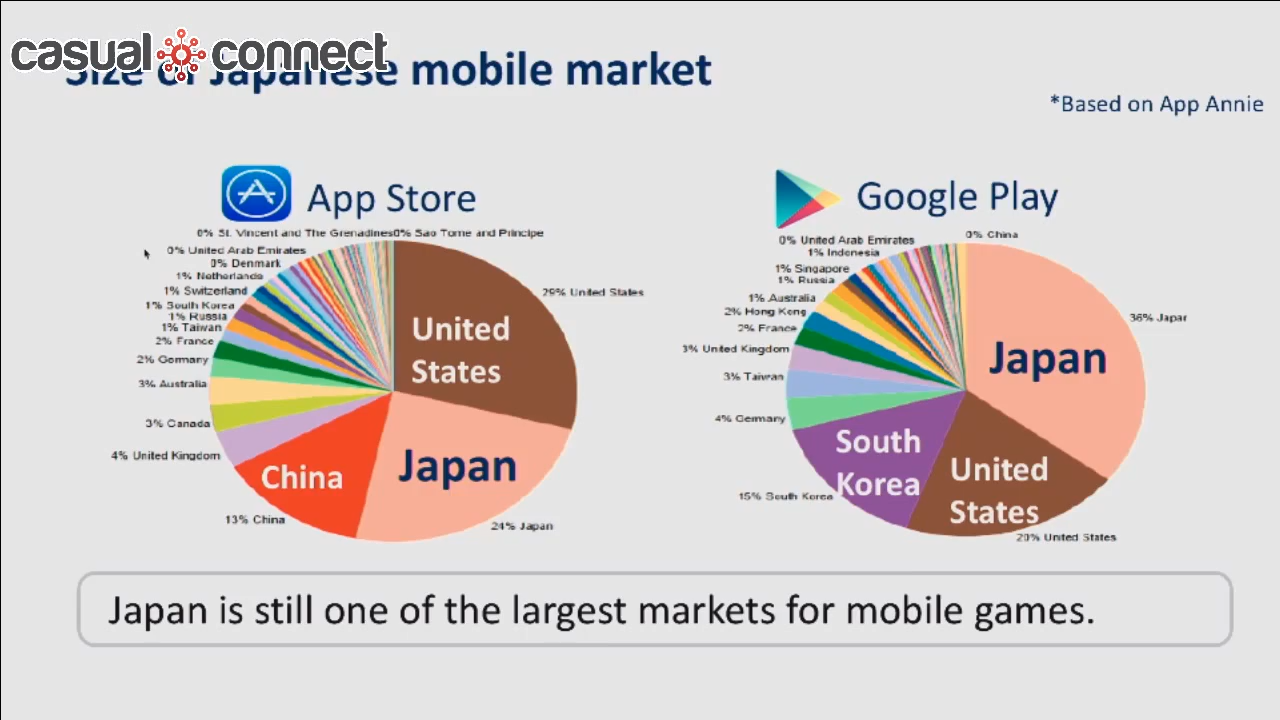 casual connect
Size of Japanese mobile market
*Based on App Annie
App Store
0% St. Vincent and The Grenadines
0% Sao Tome and Principe
0% United Arab Emirates
0% Denmark
1% Netherlands
1% Switzerland
1% South Korea
1% Russia
1% Taiwan
2% France
2% Germany
3% Australia
3% Canada
4% United Kingdom
13% China
24% Japan
29% United States
United
States
Japan
China
Google Play
0% China
0% United Arab Emirates
1% Indonesia
1% Singapore
1% Russia
1% Australia
2% Hong Kong
2% France
3% United Kingdom
3% Taiwan
4% Germany
15% South Korea
20% United States
36% Japan
Japan
South
Korea
United
States
Japan is still one of the largest markets for mobile games.